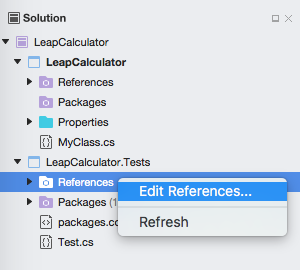 Solution
LeapCalculator
LeapCalculator
References
Packages
Properties
MyClass.cs
LeapCalculator.Tests
References
Edit References...
Packages (1
Refresh
packages.co
Test.cs